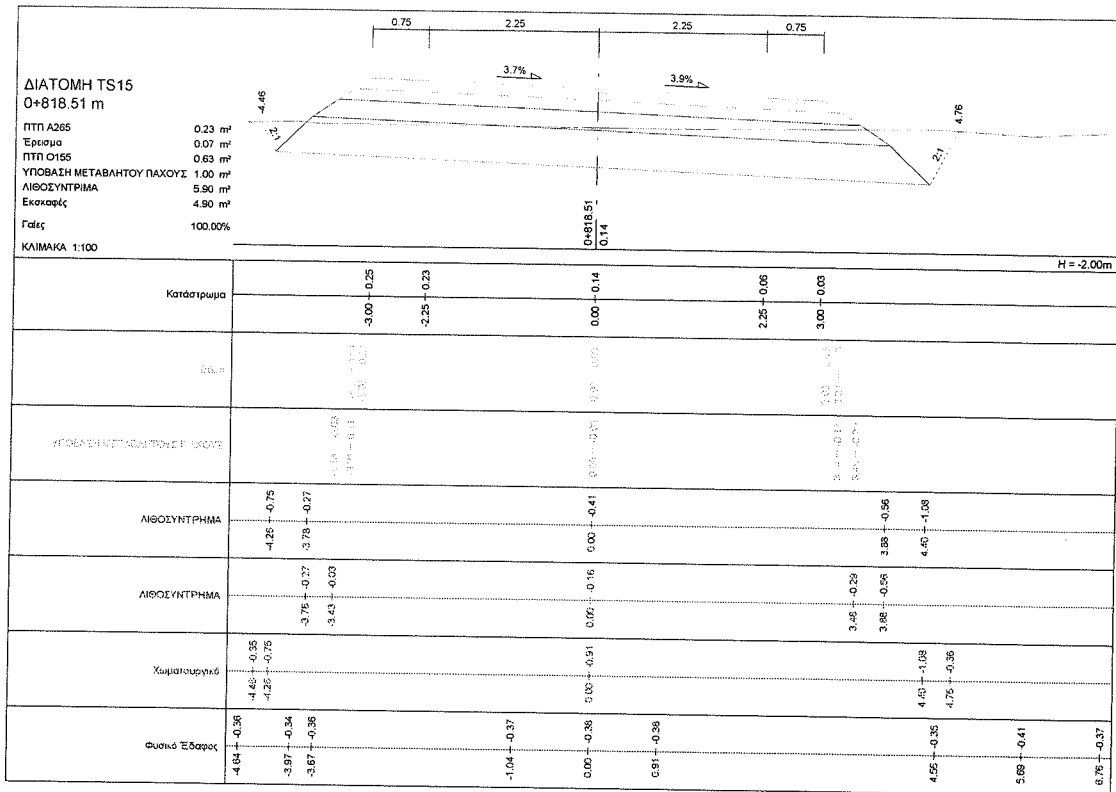 0.75 2.25 2.25 0.75
3.7% 3.9%
ΔΙΑΤΟΜΗ TS15
0+818.51 m
-4.46 4.76
2:1 2:1
ΠΤΠ Α265 0.23 m²
Έρεισμα 0.07 m²
ΠΤΠ Ο155 0.63 m²
ΥΠΟΒΑΣΗ ΜΕΤΑΒΛΗΤΟΥ ΠΑΧΟΥΣ 1.00 m²
ΛΙΘΟΣΥΝΤΡΙΜΑ 5.90 m²
Εκσκαφές 4.90 m²
Γαίες 100.00%
ΚΛΙΜΑΚΑ 1:100
0+818.51
0.14
H = -2.00m
Κατάστρωμα
0.25 0.23 0.14 0.06 0.03
-3.00 -2.25 0.00 2.25 3.00
ΛΙΘΟΣΥΝΤΡΗΜΑ
-0.75 -0.27 -0.41 -0.56 -1.08
-4.26 -3.78 0.00 3.88 4.40
ΛΙΘΟΣΥΝΤΡΗΜΑ
-0.27 -0.03 -0.16 -0.29 -0.56
-3.78 -3.43 0.00 3.48 3.88
Χωματουργικό
-0.35 -0.75 -0.91 -1.08 -0.36
-4.46 -4.26 0.00 4.40 4.76
Φυσικό Έδαφος
-0.36 -0.34 -0.36 -0.37 -0.38 -0.38 -0.35 -0.41 -0.37
-4.64 -3.97 -3.67 -1.04 0.00 0.91 4.56 5.69 6.76